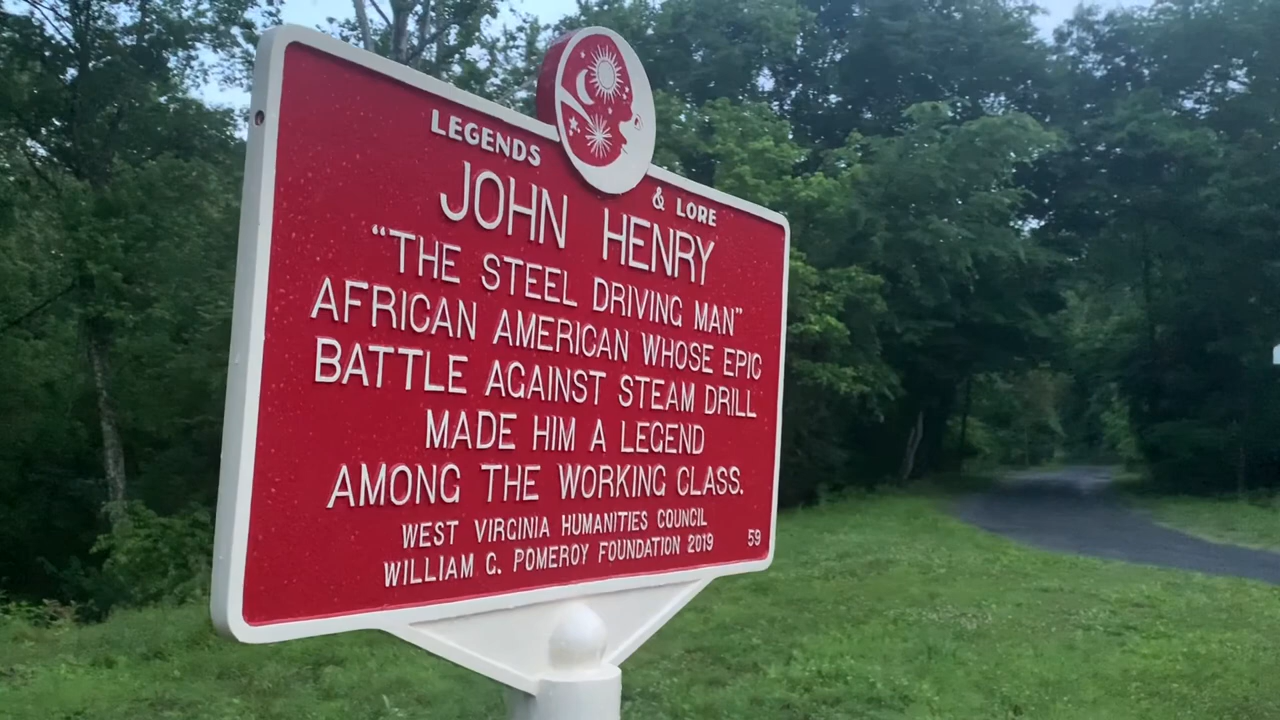 LEGENDS & LORE
JOHN HENRY
“THE STEEL DRIVING MAN”
AFRICAN AMERICAN WHOSE EPIC
BATTLE AGAINST STEAM DRILL
MADE HIM A LEGEND
AMONG THE WORKING CLASS.
WEST VIRGINIA HUMANITIES COUNCIL
WILLIAM G. POMEROY FOUNDATION 2019 59